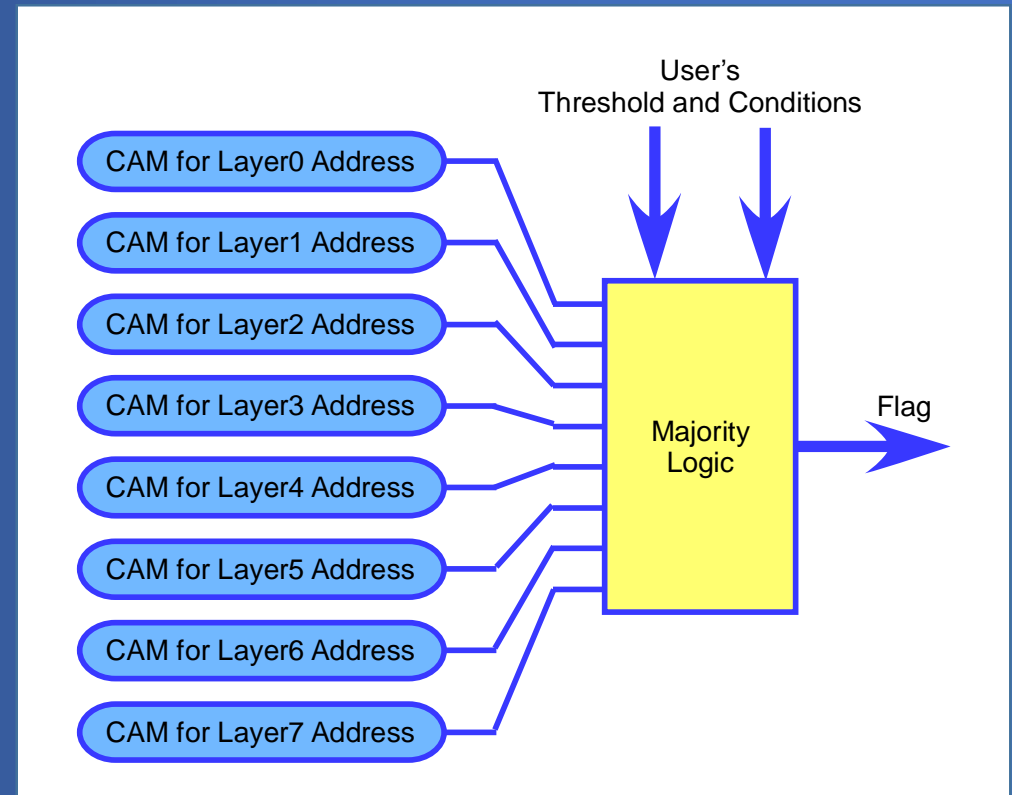 User's
Threshold and Conditions
CAM for Layer0 Address
CAM for Layer1 Address
CAM for Layer2 Address
CAM for Layer3 Address
CAM for Layer4 Address
CAM for Layer5 Address
CAM for Layer6 Address
CAM for Layer7 Address
Majority
Logic
Flag